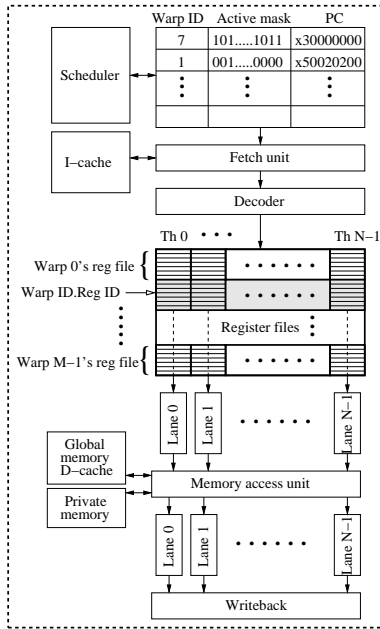 Warp ID Active mask PC
7 101.....1011 x30000000
1 001.....0000 x50020200
Scheduler
I-cache
Fetch unit
Decoder
Th 0 Th N-1
Warp 0's reg file
Warp ID.Reg ID
Register files
Warp M-1's reg file
Lane 0 Lane 1 Lane N-1
Global
memory
D-cache
Memory access unit
Private
memory
Lane 0 Lane 1 Lane N-1
Writeback